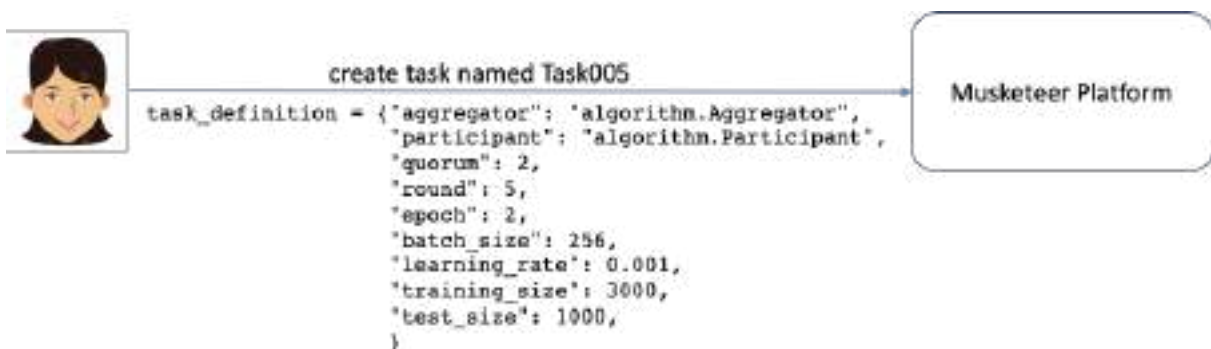 create task named Task005
Musketeer Platform
task_definition = {"aggregator": "algorithm.Aggregator",
"participant": "algorithm.Participant",
"quorum": 2,
"round": 5,
"epoch": 2,
"batch_size": 256,
"learning_rate": 0.001,
"training_size": 3000,
"test_size": 1000,
}